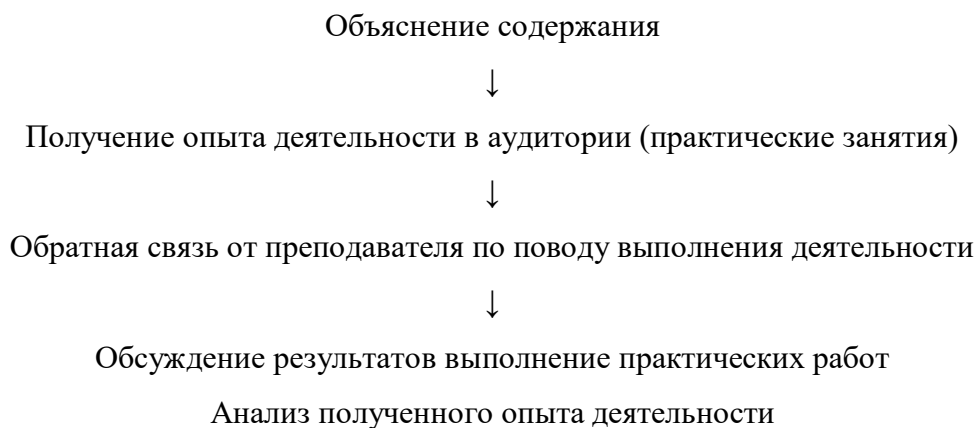 Объяснение содержания
↓
Получение опыта деятельности в аудитории (практические занятия)
↓
Обратная связь от преподавателя по поводу выполнения деятельности
↓
Обсуждение результатов выполнение практических работ
Анализ полученного опыта деятельности